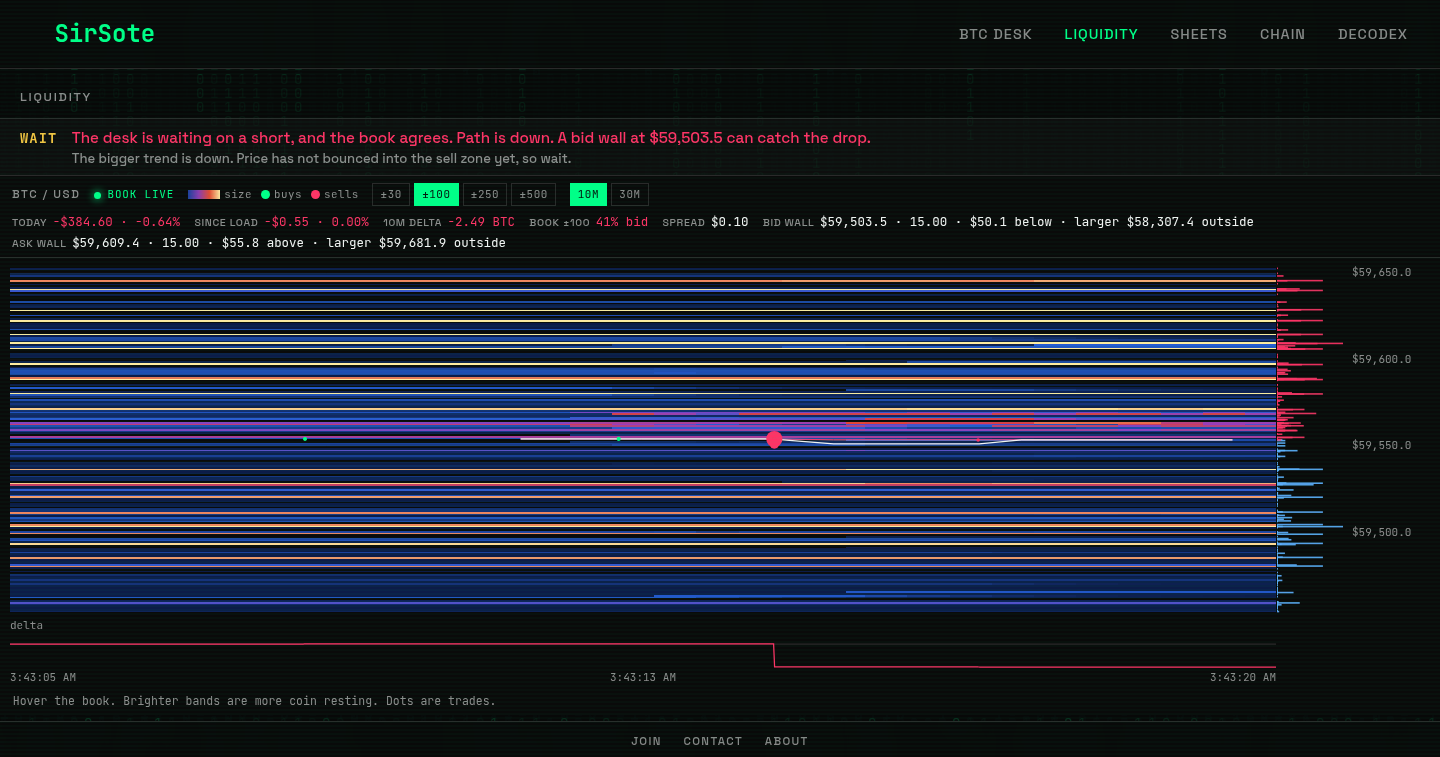 SirSote
BTC DESK LIQUIDITY SHEETS CHAIN DECODEX
LIQUIDITY
WAIT The desk is waiting on a short, and the book agrees. Path is down. A bid wall at $59,503.5 can catch the drop.
The bigger trend is down. Price has not bounced into the sell zone yet, so wait.
BTC / USD BOOK LIVE size buys sells ±30 ±100 ±250 ±500 10M 30M
TODAY -$384.60 · -0.64% SINCE LOAD -$0.55 · 0.00% 10M DELTA -2.49 BTC BOOK ±100 41% bid SPREAD $0.10 BID WALL $59,503.5 · 15.00 · $50.1 below · larger $58,307.4 outside
ASK WALL $59,609.4 · 15.00 · $55.8 above · larger $59,681.9 outside
$59,650.0
$59,600.0
$59,550.0
$59,500.0
delta
3:43:05 AM 3:43:13 AM 3:43:20 AM
Hover the book. Brighter bands are more coin resting. Dots are trades.
JOIN CONTACT ABOUT